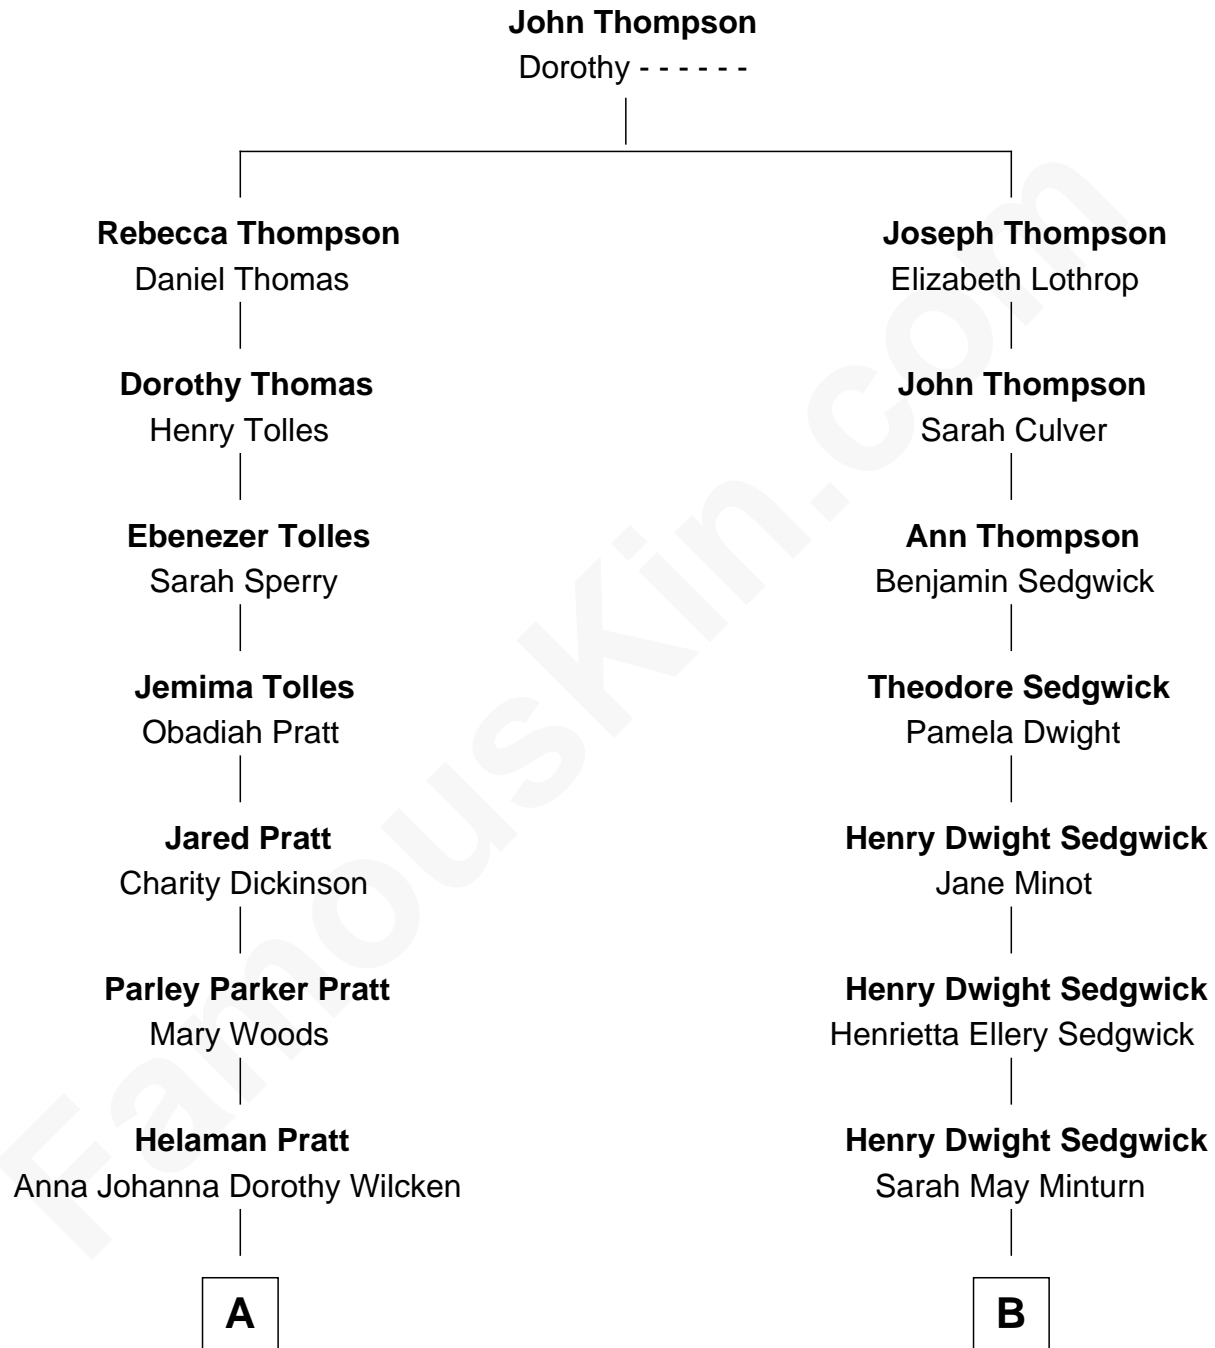 John Thompson
Dorothy - - - - - -
Rebecca Thompson
Daniel Thomas
Joseph Thompson
Elizabeth Lothrop
Dorothy Thomas
Henry Tolles
John Thompson
Sarah Culver
Ebenezer Tolles
Sarah Sperry
Ann Thompson
Benjamin Sedgwick
Jemima Tolles
Obadiah Pratt
Theodore Sedgwick
Pamela Dwight
Jared Pratt
Charity Dickinson
Henry Dwight Sedgwick
Jane Minot
Parley Parker Pratt
Mary Woods
Henry Dwight Sedgwick
Henrietta Ellery Sedgwick
Helaman Pratt
Anna Johanna Dorothy Wilcken
Henry Dwight Sedgwick
Sarah May Minturn
A
B
FamousKin.com